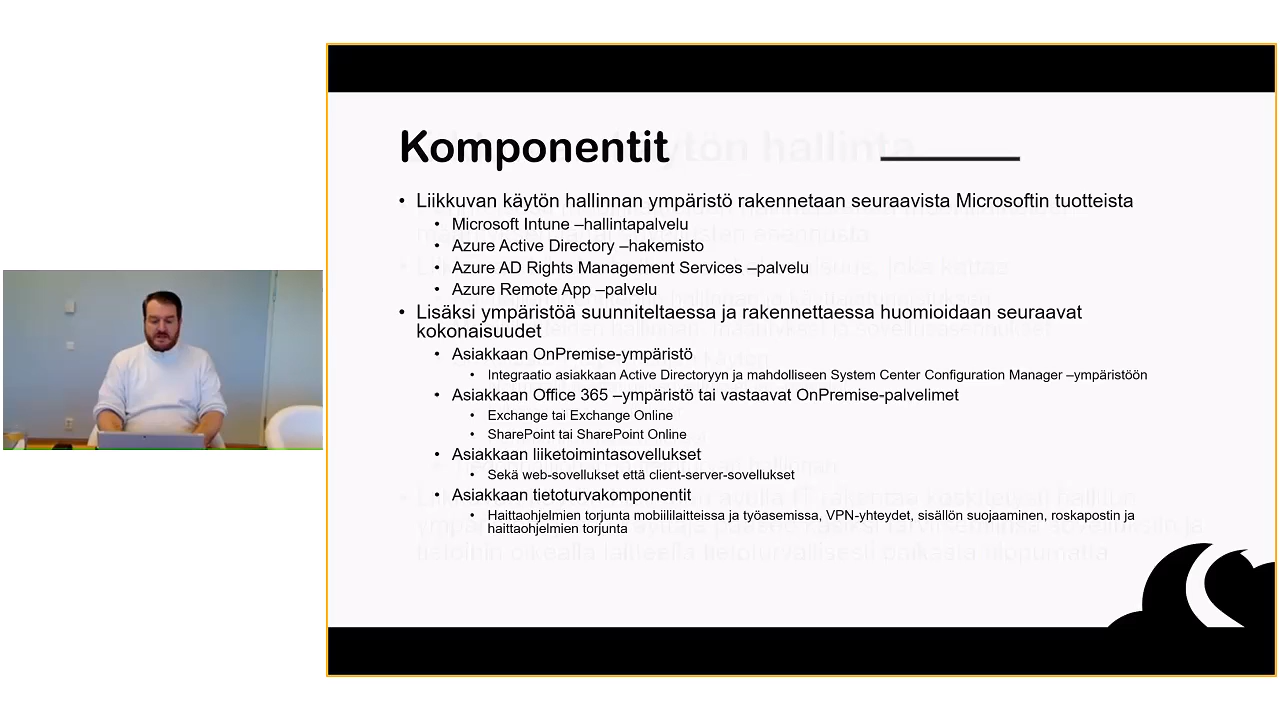 Komponentit
• Liikkuvan käytön hallinnan ympäristö rakennetaan seuraavista Microsoftin tuotteista
• Microsoft Intune –hallintapalvelu
• Azure Active Directory –hakemisto
• Azure AD Rights Management Services –palvelu
• Azure Remote App –palvelu
• Lisäksi ympäristöä suunniteltaessa ja rakennettaessa huomioidaan seuraavat
kokonaisuudet
• Asiakkaan OnPremise-ympäristö
• Integraatio asiakkaan Active Directoryyn ja mahdolliseen System Center Configuration Manager –ympäristöön
• Asiakkaan Office 365 –ympäristö tai vastaavat OnPremise-palvelimet
• Exchange tai Exchange Online
• SharePoint tai SharePoint Online
• Asiakkaan liiketoimintasovellukset
• Sekä web-sovellukset että client-server-sovellukset
• Asiakkaan tietoturvakomponentit
• Haittaohjelmien torjunta mobiililaitteissa ja työasemissa, VPN-yhteydet, sisällön suojaaminen, roskapostin ja
haittaohjelmien torjunta